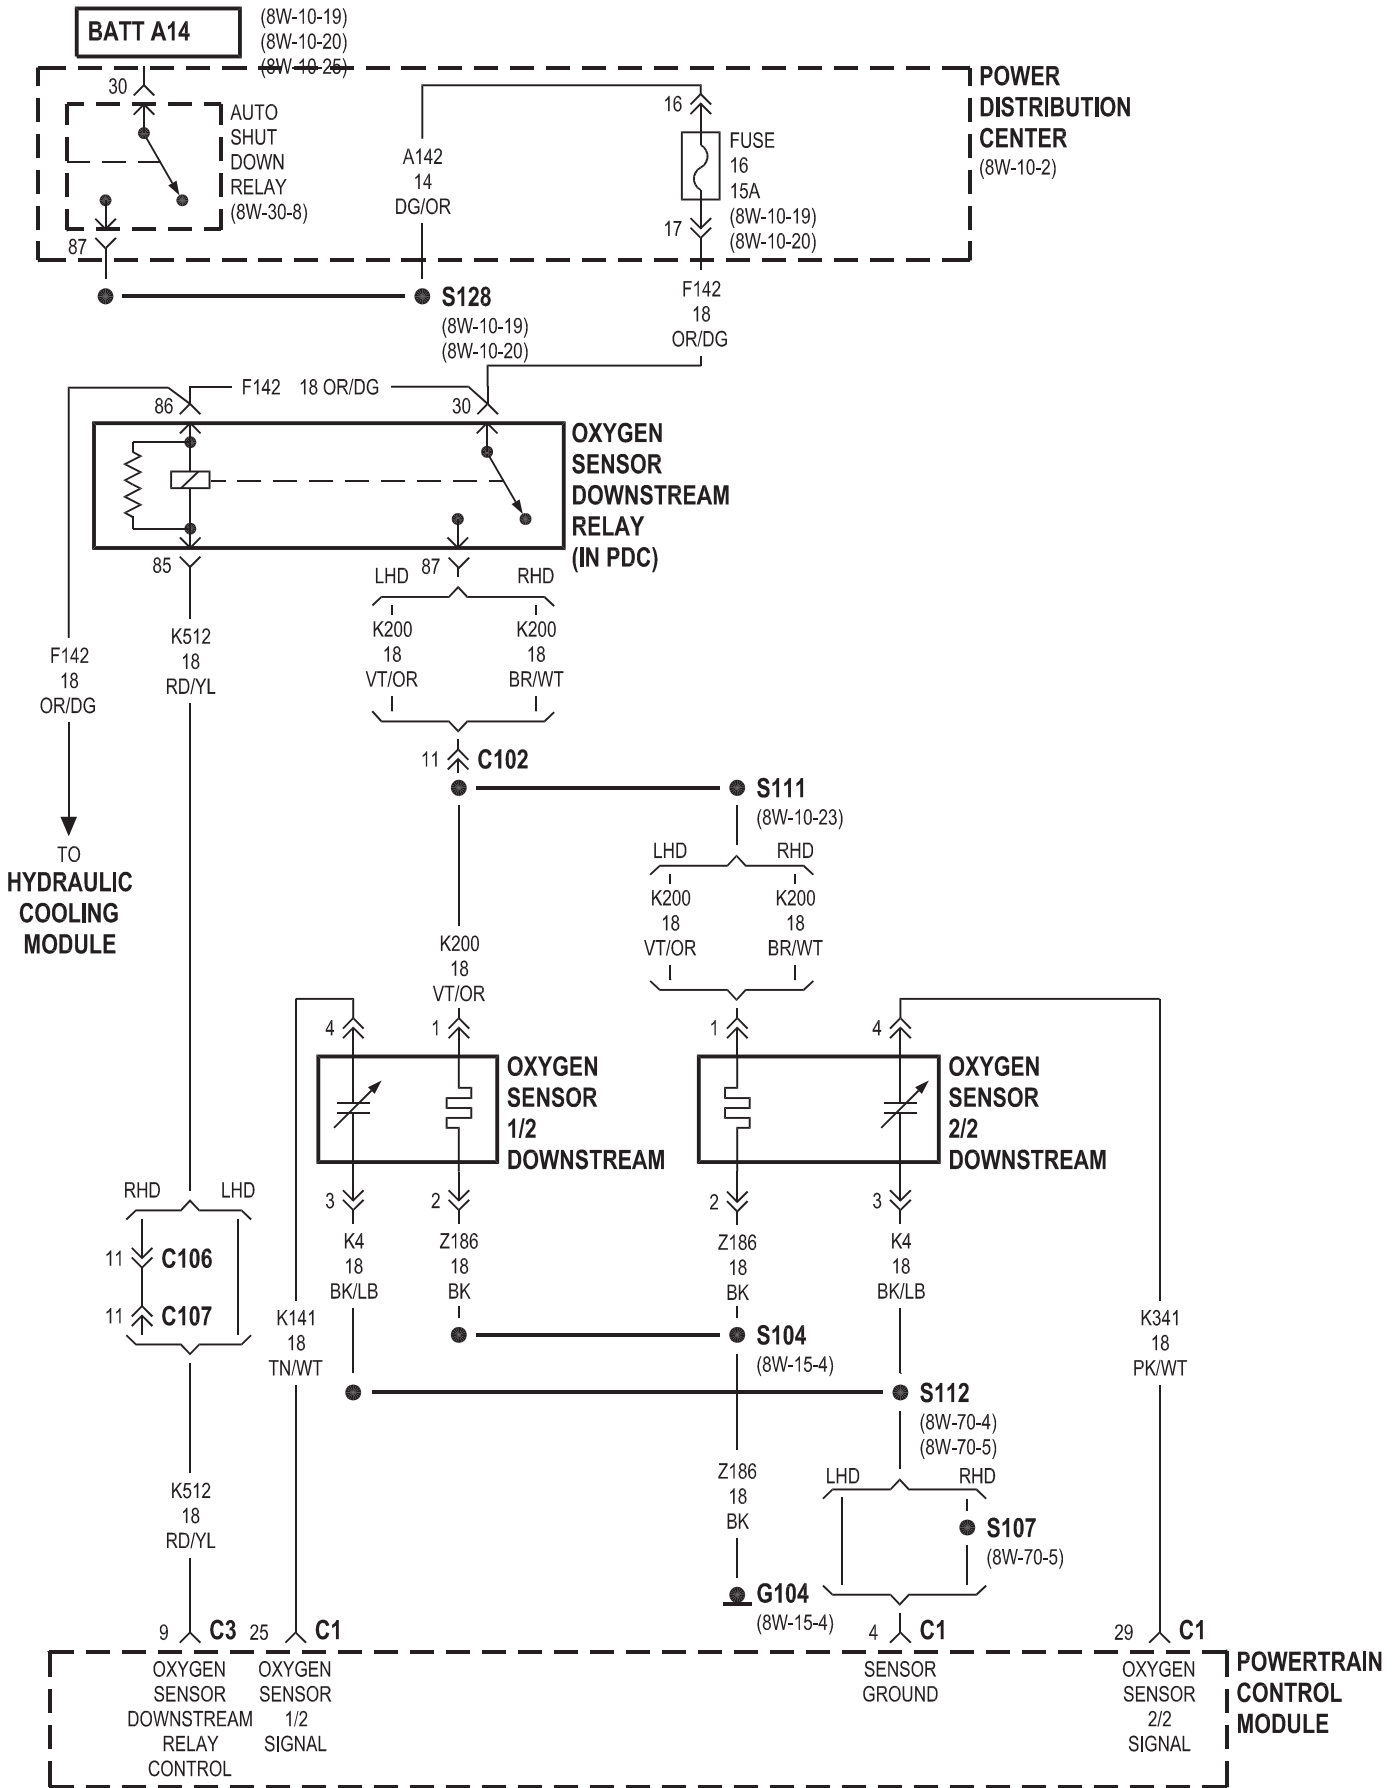 BATT A14
(8W-10-19)
(8W-10-20)
(8W-10-25)
POWER
DISTRIBUTION
CENTER
(8W-10-2)
30
AUTO
SHUT
DOWN
RELAY
(8W-30-8)
87
A142
14
DG/OR
16
FUSE
16
15A
(8W-10-19)
(8W-10-20)
17
S128
(8W-10-19)
(8W-10-20)
F142
18
OR/DG
F142 18 OR/DG
86
30
OXYGEN
SENSOR
DOWNSTREAM
RELAY
(IN PDC)
85
87
LHD
RHD
K512
18
RD/YL
K200
18
VT/OR
K200
18
BR/WT
F142
18
OR/DG
11
C102
S111
(8W-10-23)
TO
HYDRAULIC
COOLING
MODULE
LHD
RHD
K200
18
VT/OR
K200
18
BR/WT
K200
18
VT/OR
4
1
1
4
OXYGEN
SENSOR
1/2
DOWNSTREAM
OXYGEN
SENSOR
2/2
DOWNSTREAM
3
2
2
3
RHD
LHD
11
C106
11
C107
K4
18
BK/LB
Z186
18
BK
Z186
18
BK
K4
18
BK/LB
K141
18
TN/WT
S104
(8W-15-4)
K341
18
PK/WT
S112
(8W-70-4)
(8W-70-5)
K512
18
RD/YL
Z186
18
BK
LHD
RHD
S107
(8W-70-5)
G104
(8W-15-4)
9
C3
25
C1
4
C1
29
C1
OXYGEN
SENSOR
DOWNSTREAM
RELAY
CONTROL
OXYGEN
SENSOR
1/2
SIGNAL
SENSOR
GROUND
OXYGEN
SENSOR
2/2
SIGNAL
POWERTRAIN
CONTROL
MODULE